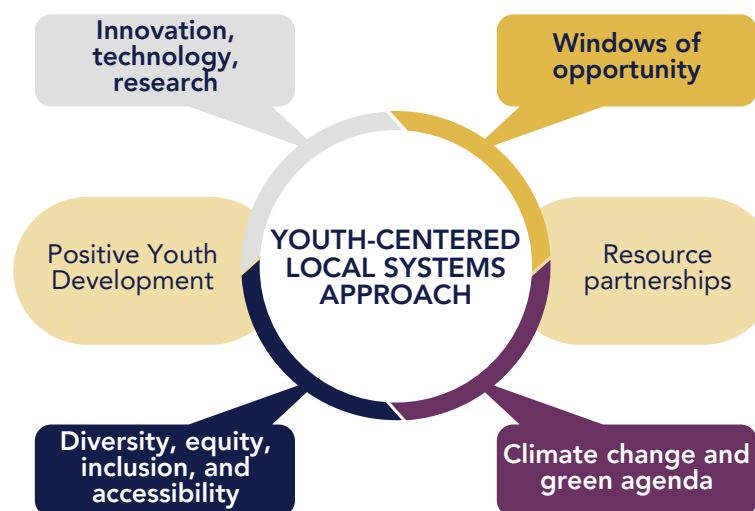 Innovation,
technology,
research
Windows of
opportunity
Positive Youth
Development
YOUTH-CENTERED
LOCAL SYSTEMS
APPROACH
Resource
partnerships
Diversity, equity,
inclusion, and
accessibility
Climate change and
green agenda